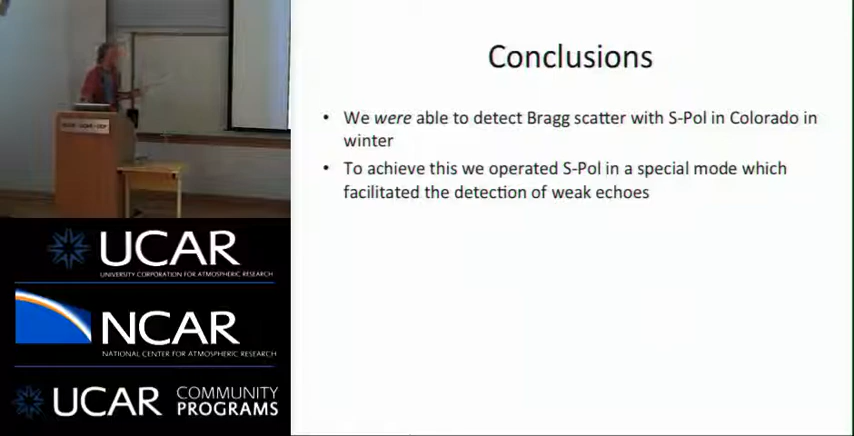 Conclusions
• We were able to detect Bragg scatter with S-Pol in Colorado in
winter
• To achieve this we operated S-Pol in a special mode which
facilitated the detection of weak echoes
UCAR
UNIVERSITY CORPORATION FOR ATMOSPHERIC RESEARCH
NCAR
NATIONAL CENTER FOR ATMOSPHERIC RESEARCH
UCAR COMMUNITY
PROGRAMS